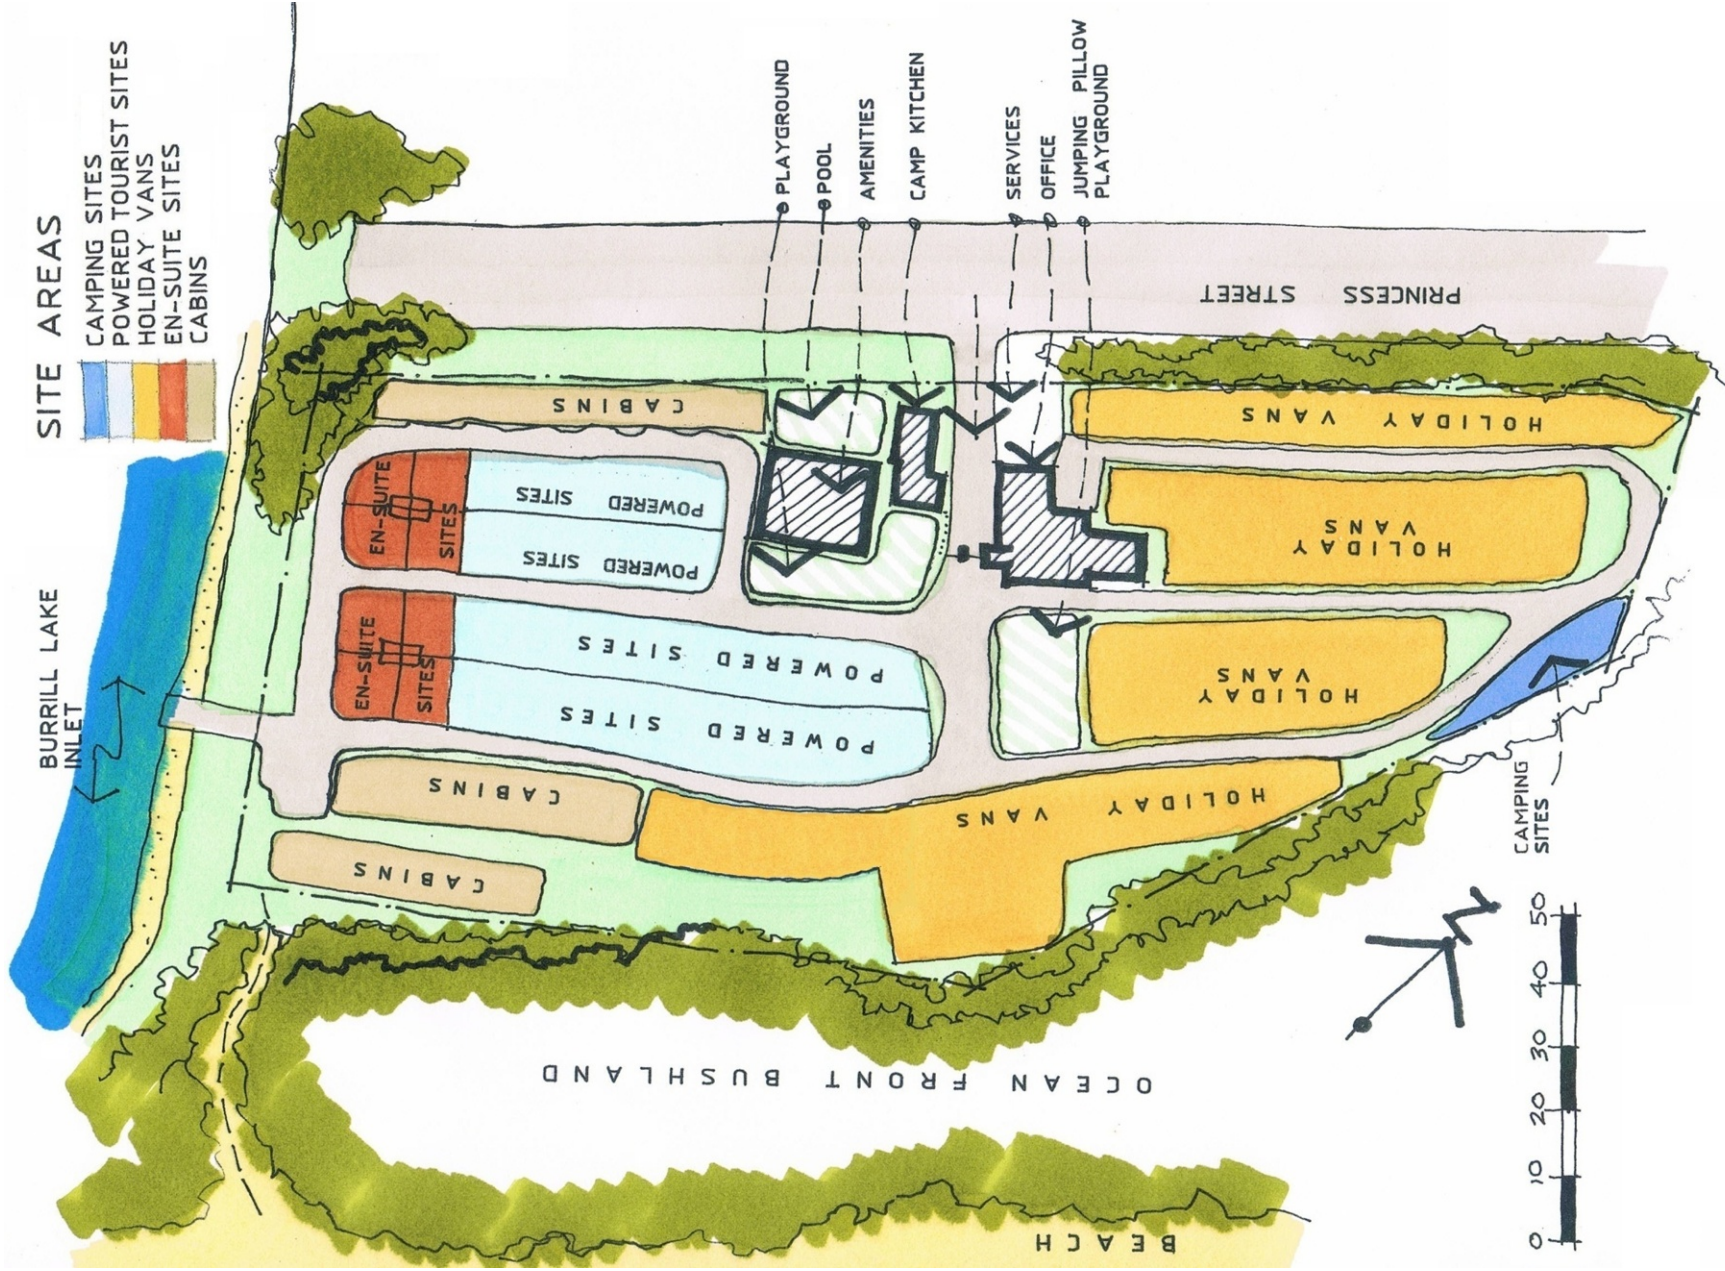 SITE AREAS
CAMPING SITES
POWERED TOURIST SITES
HOLIDAY VANS
EN-SUITE SITES
CABINS
PLAYGROUND
POOL
AMENITIES
CAMP KITCHEN
SERVICES
OFFICE
JUMPING PILLOW
PLAYGROUND
PRINCESS STREET
CABINS
HOLIDAY VANS
EN-SUITE
SITES
POWERED SITES
POWERED SITES
HOLIDAY
VANS
EN-SUITE
SITES
POWERED SITES
POWERED SITES
HOLIDAY
VANS
BURRILL LAKE
INLET
CABINS
CABINS
HOLIDAY VANS
CAMPING
SITES
OCEAN FRONT BUSHLAND
BEACH
N
0 10 20 30 40 50